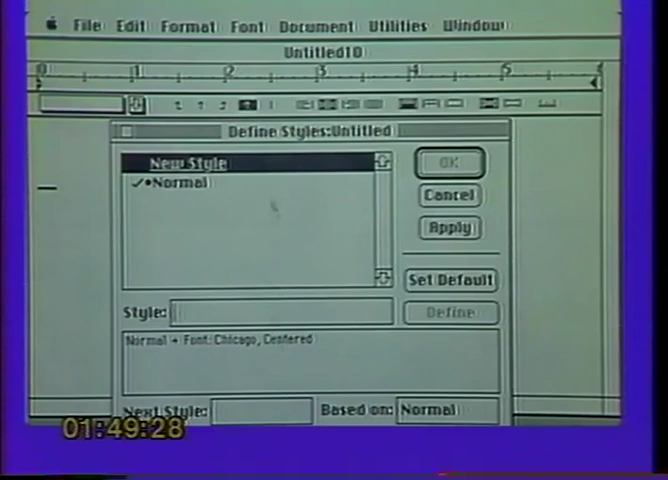 File Edit Format Font Document Utilities Window
Untitled10
0 1 2 3 4 5
Define Styles:Untitled
New Style
OK
✓•Normal
Cancel
Apply
Set Default
Style:
Define
Normal + Font: Chicago, Centered
Next Style:
Based on: Normal
01:49:28